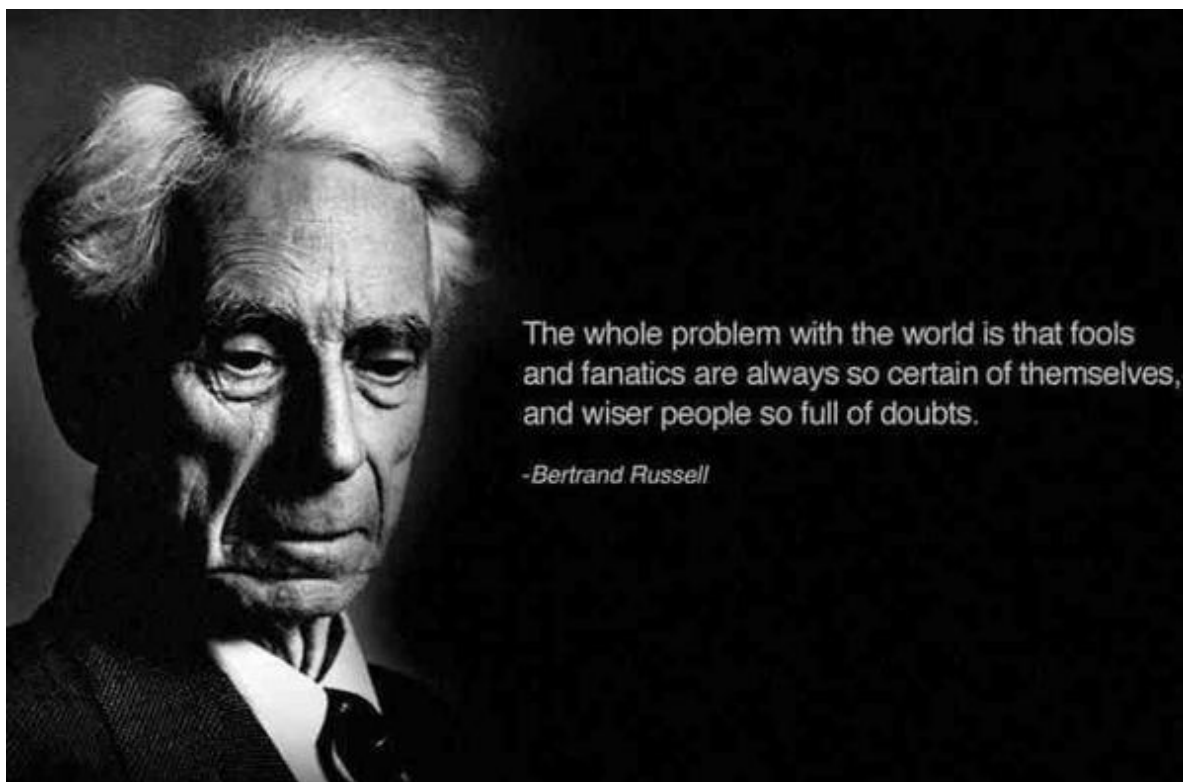 The whole problem with the world is that fools
and fanatics are always so certain of themselves,
and wiser people so full of doubts.
-Bertrand Russell